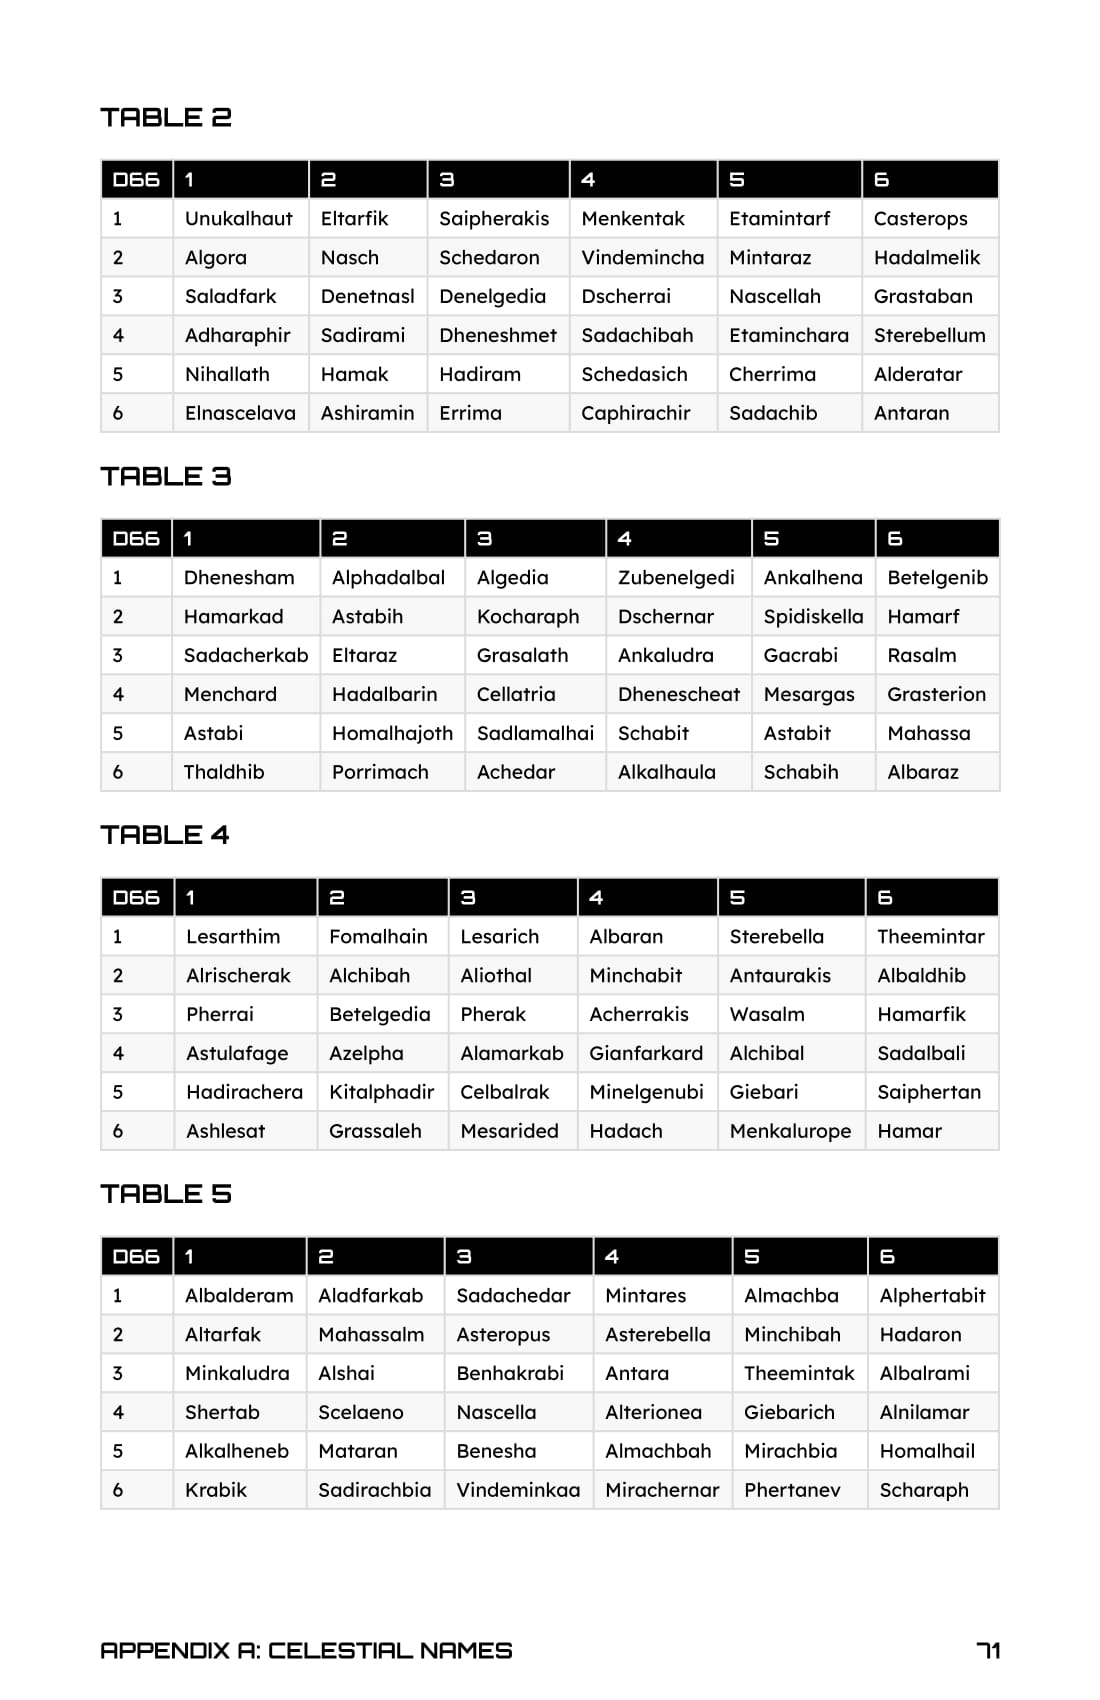 TABLE 2
D66 1 2 3 4 5 6
1 Unukalhaut Eltarfik Saipherakis Menkentak Etamintarf Casterops
2 Algora Nasch Schedaron Vindemincha Mintaraz Hadalmelik
3 Saladfark Denetnasl Denelgedia Dscherrai Nascellah Grastaban
4 Adharaphir Sadirami Dheneshmet Sadachibah Etaminchara Sterebellum
5 Nihallath Hamak Hadiram Schedasich Cherrima Alderatar
6 Elnascelava Ashiramin Errima Caphirachir Sadachib Antaran
TABLE 3
D66 1 2 3 4 5 6
1 Dhenesham Alphadalbal Algedia Zubenelgedi Ankalhena Betelgenib
2 Hamarkad Astabih Kocharaph Dschernar Spidiskella Hamarf
3 Sadacherkab Eltaraz Grasalath Ankaludra Gacrabi Rasalm
4 Menchard Hadalbarin Cellatria Dhenescheat Mesargas Grasterion
5 Astabi Homalhajoth Sadlamalhai Schabit Astabit Mahassa
6 Thaldhib Porrimach Achedar Alkalhaula Schabih Albaraz
TABLE 4
D66 1 2 3 4 5 6
1 Lesarthim Fomalhain Lesarich Albaran Sterebella Theemintar
2 Alrischerak Alchibah Aliothal Minchabit Antaurakis Albaldhib
3 Pherrai Betelgedia Pherak Acherrakis Wasalm Hamarfik
4 Astulafage Azelpha Alamarkab Gianfarkard Alchibal Sadalbali
5 Hadirachera Kitalphadir Celbalrak Minelgenubi Giebari Saiphertan
6 Ashlesat Grassaleh Mesarided Hadach Menkalurope Hamar
TABLE 5
D66 1 2 3 4 5 6
1 Albalderam Aladfarkab Sadachedar Mintares Almachba Alphertabit
2 Altarfak Mahassalm Asteropus Asterebella Minchibah Hadaron
3 Minkaludra Alshai Benhakrabi Antara Theemintak Albalrami
4 Shertab Scelaeno Nascella Alterionea Giebarich Alnilamar
5 Alkalheneb Mataran Benesha Almachbah Mirachbia Homalhail
6 Krabik Sadirachbia Vindeminkaa Mirachernar Phertanev Scharaph
APPENDIX A: CELESTIAL NAMES 71